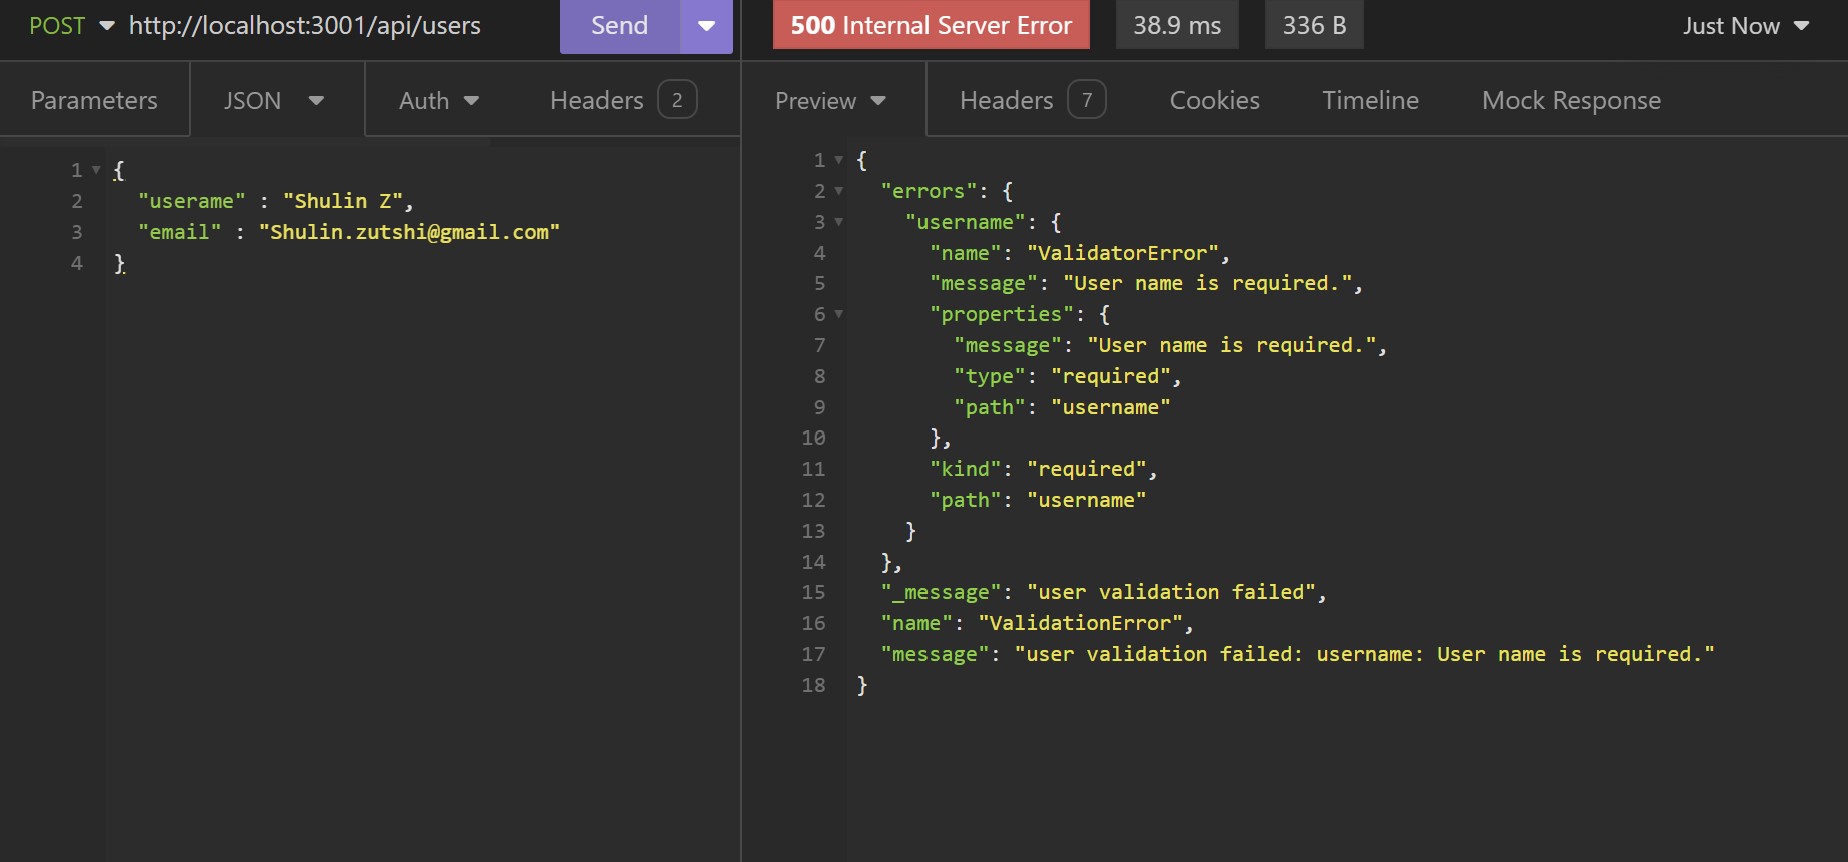 POST http://localhost:3001/api/users Send 500 Internal Server Error 38.9 ms 336 B Just Now
Parameters JSON Auth Headers 2 Preview Headers 7 Cookies Timeline Mock Response
1 {
2 "userame" : "Shulin Z",
3 "email" : "Shulin.zutshi@gmail.com"
4 }
1 {
2 "errors": {
3 "username": {
4 "name": "ValidatorError",
5 "message": "User name is required.",
6 "properties": {
7 "message": "User name is required.",
8 "type": "required",
9 "path": "username"
10 },
11 "kind": "required",
12 "path": "username"
13 }
14 },
15 "_message": "user validation failed",
16 "name": "ValidationError",
17 "message": "user validation failed: username: User name is required."
18 }